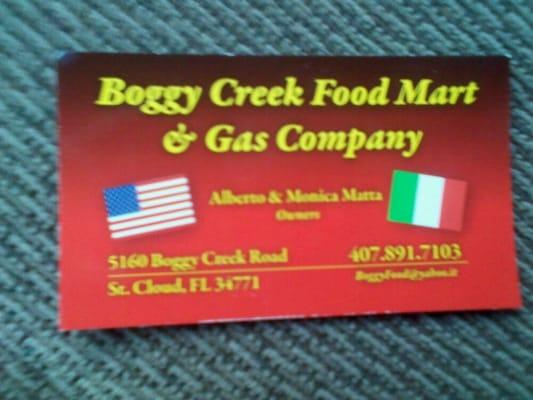 Boggy Creek Food Mart
& Gas Company
Alberto & Monica Matta
Owners
5160 Boggy Creek Road
St. Cloud, FL 34771
407.891.7103
BoggyFood@yahoo.it